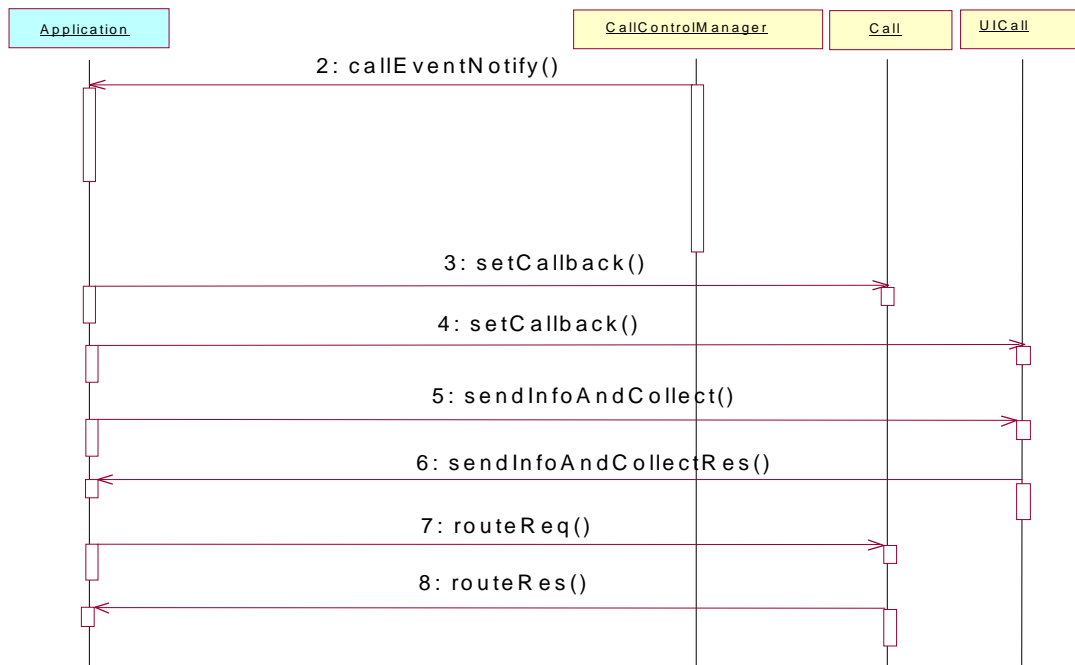 Application
CallControlManager
Call
UICall
2: callEventNotify()
3: setCallback()
4: setCallback()
5: sendInfoAndCollect()
6: sendInfoAndCollectRes()
7: routeReq()
8: routeRes()